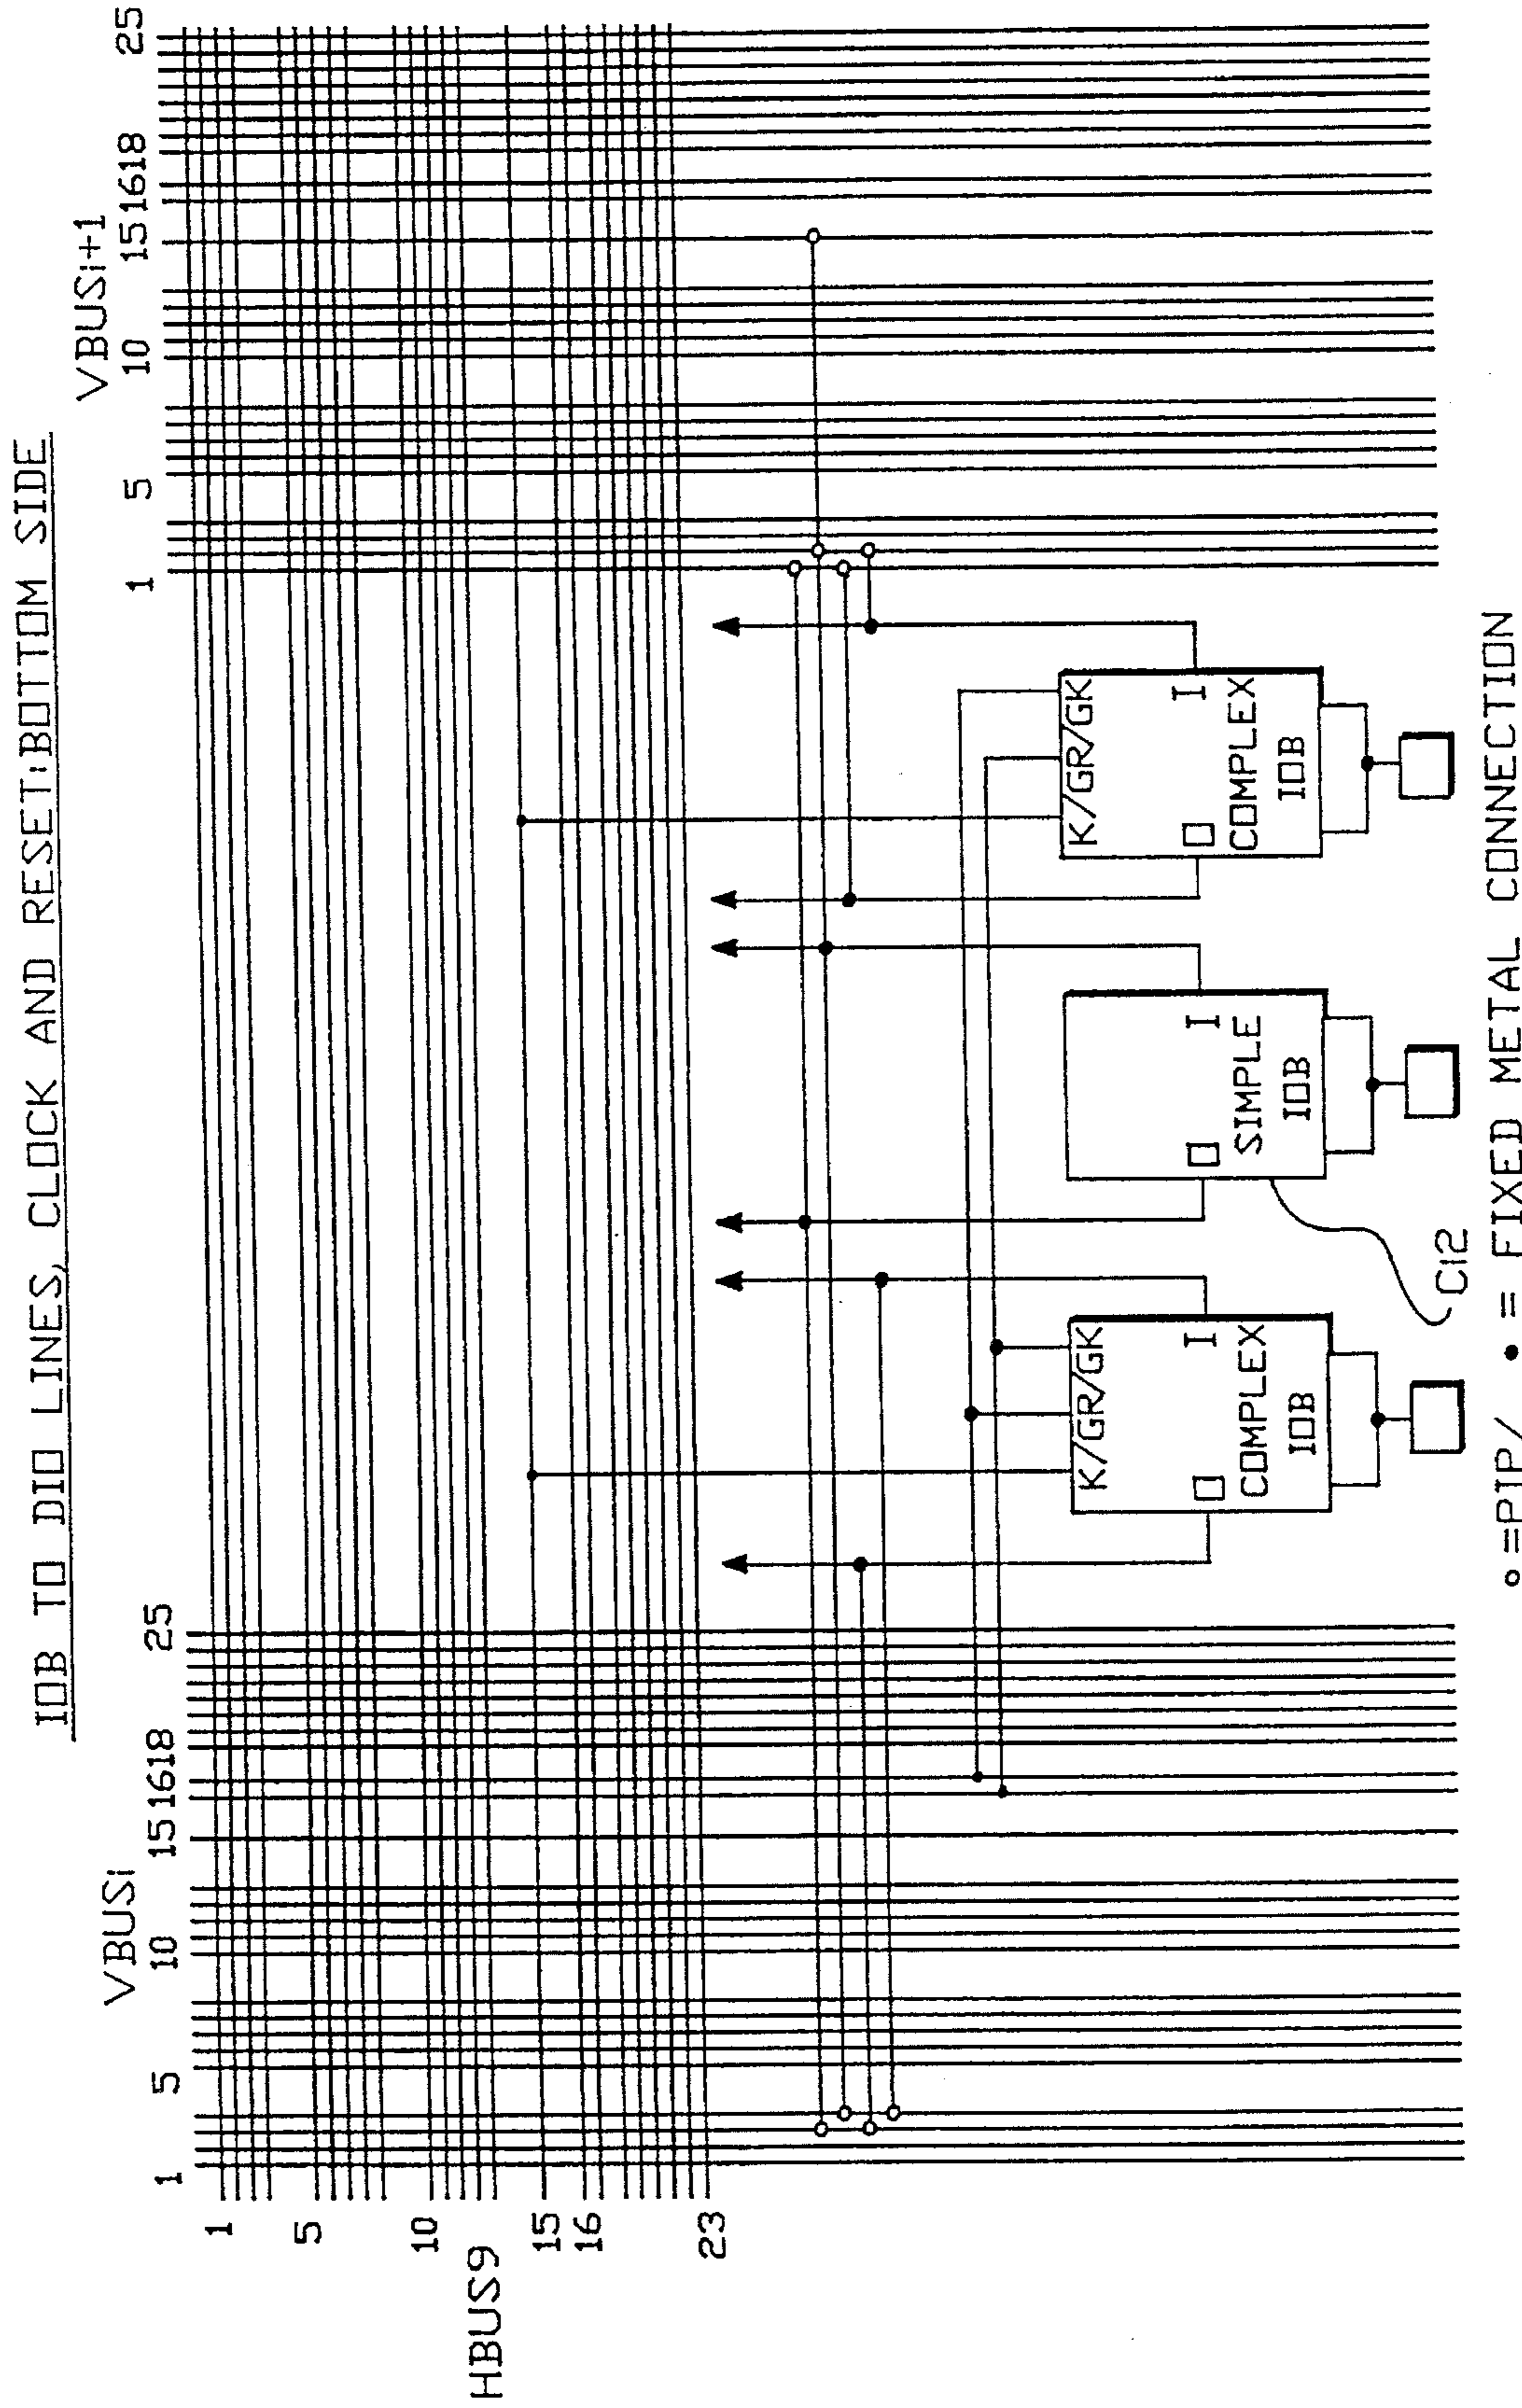 IOB TO DIO LINES, CLOCK AND RESET:BOTTOM SIDE
VBUSi
VBUSi+1
1 5 10 15 16 18 25
1 5 10 15 16 18 25
HBUS9
1
5
10
15
16
23
K/GR/GK
O I
COMPLEX
IOB
O I
SIMPLE
IOB
K/GR/GK
O I
COMPLEX
IOB
Ci2
o =PIP/ • = FIXED METAL CONNECTION